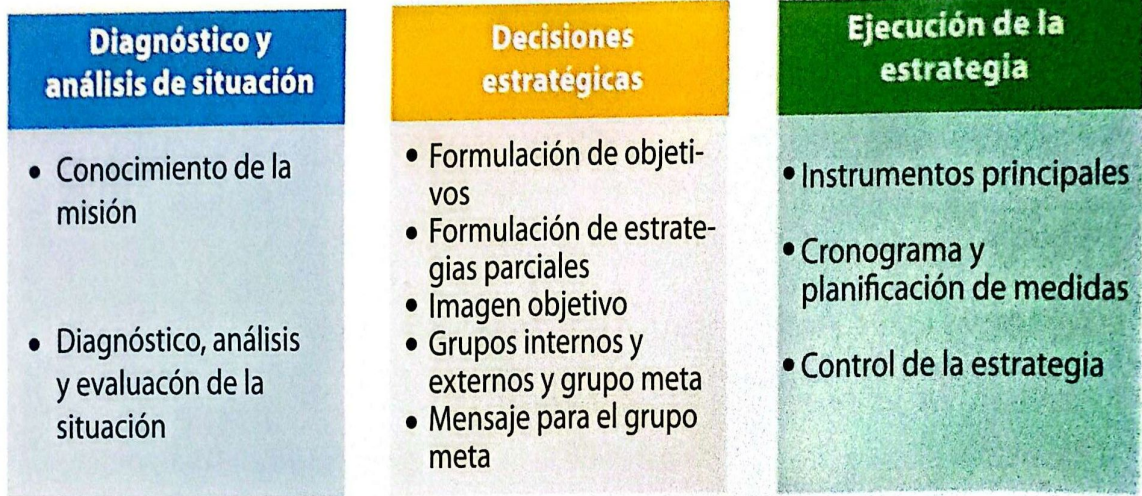 Diagnóstico y
análisis de situación
• Conocimiento de la
misión
• Diagnóstico, análisis
y evaluacón de la
situación
Decisiones
estratégicas
• Formulación de objeti-
vos
• Formulación de estrate-
gias parciales
• Imagen objetivo
• Grupos internos y
externos y grupo meta
• Mensaje para el grupo
meta
Ejecución de la
estrategia
• Instrumentos principales
• Cronograma y
planificación de medidas
• Control de la estrategia